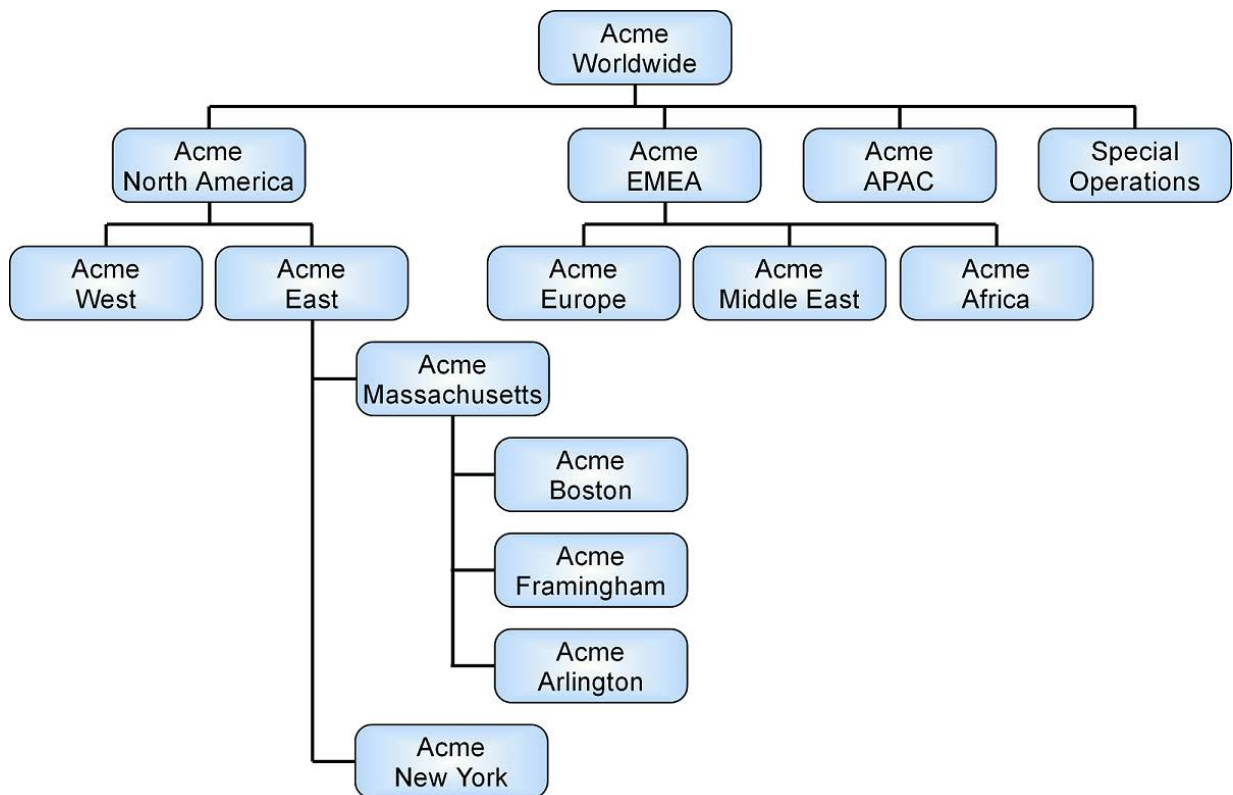 Acme
Worldwide
Acme
North America
Acme
EMEA
Acme
APAC
Special
Operations
Acme
West
Acme
East
Acme
Europe
Acme
Middle East
Acme
Africa
Acme
Massachusetts
Acme
Boston
Acme
Framingham
Acme
Arlington
Acme
New York